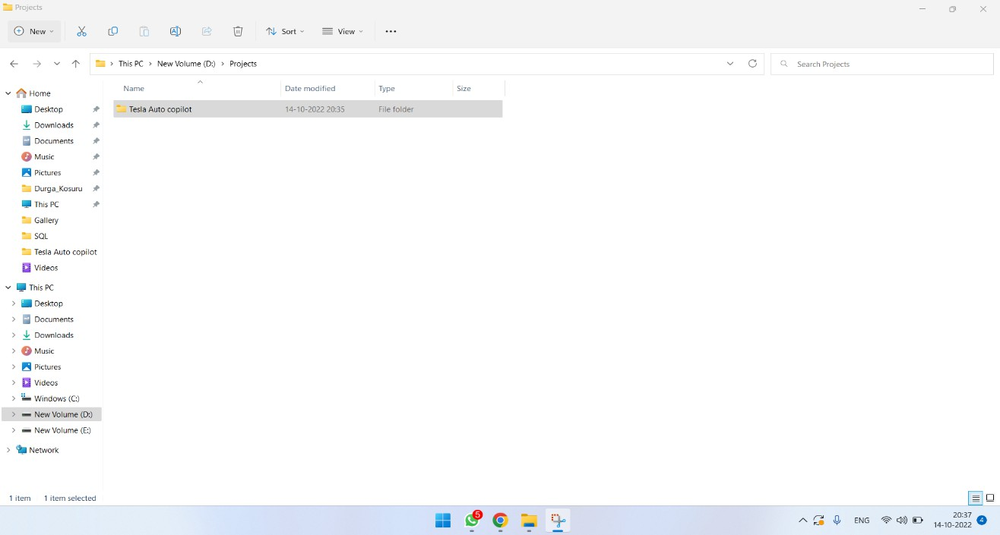 Projects
New
Sort
View
This PC > New Volume (D:) > Projects
Search Projects
Name Date modified Type Size
Tesla Auto copilot 14-10-2022 20:35 File folder
Home
Desktop
Downloads
Documents
Music
Pictures
Durga_Kosuru
This PC
Gallery
SQL
Tesla Auto copilot
Videos
This PC
Desktop
Documents
Downloads
Music
Pictures
Videos
Windows (C:)
New Volume (D:)
New Volume (E:)
Network
1 item 1 item selected
5
ENG
20:37
14-10-2022
4